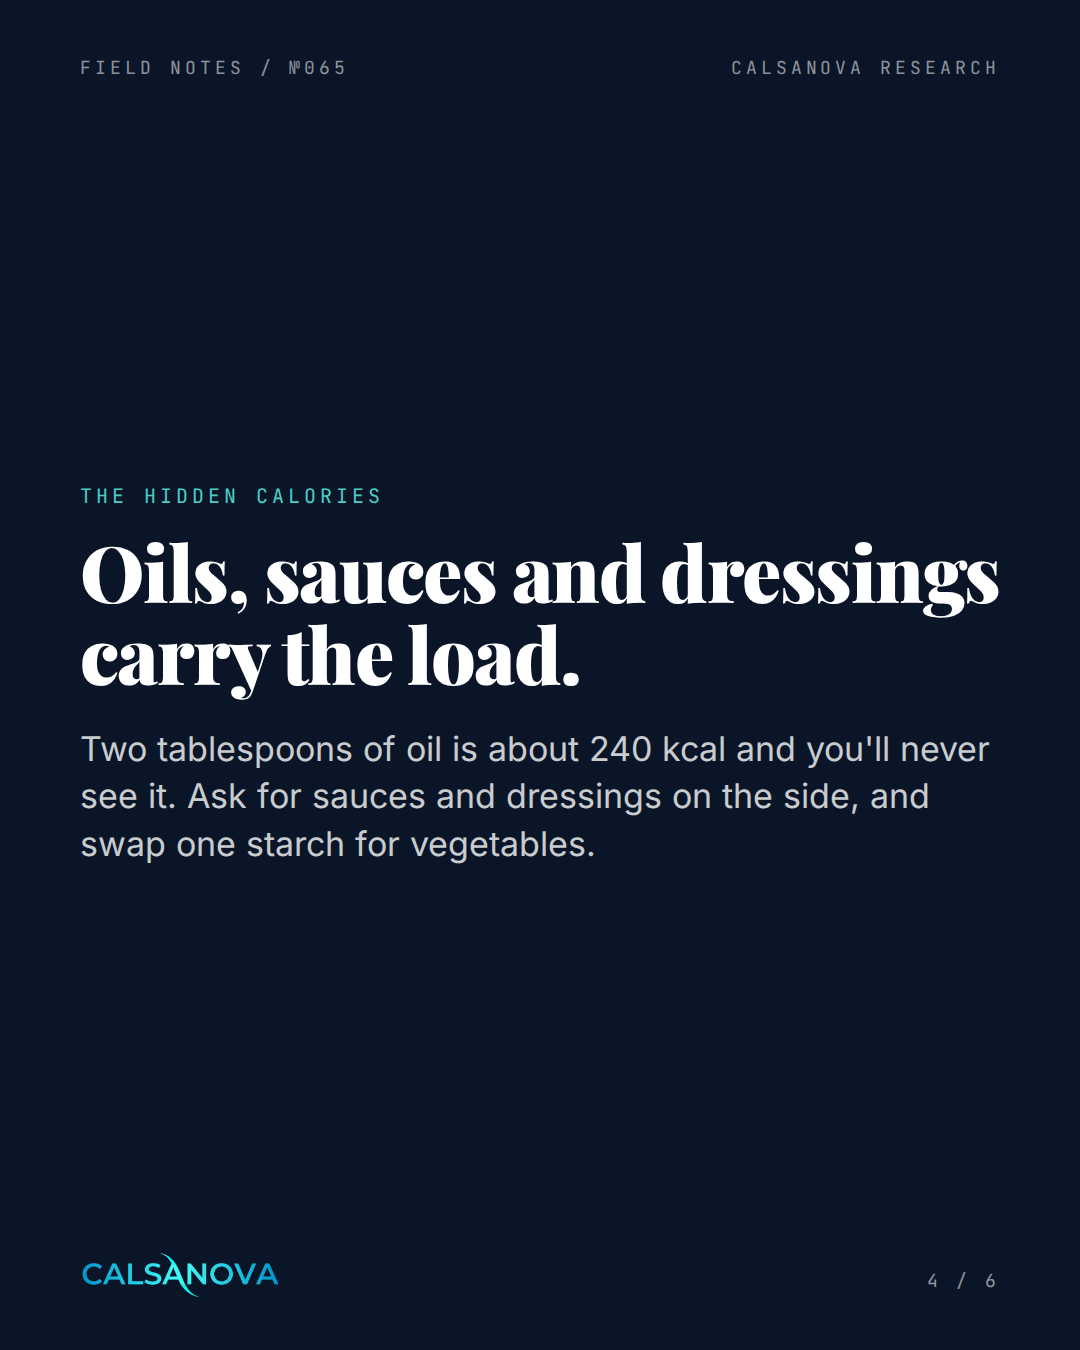 FIELD NOTES / №065
CALSANOVA RESEARCH
THE HIDDEN CALORIES
Oils, sauces and dressings
carry the load.
Two tablespoons of oil is about 240 kcal and you'll never
see it. Ask for sauces and dressings on the side, and
swap one starch for vegetables.
CALSANOVA
4 / 6